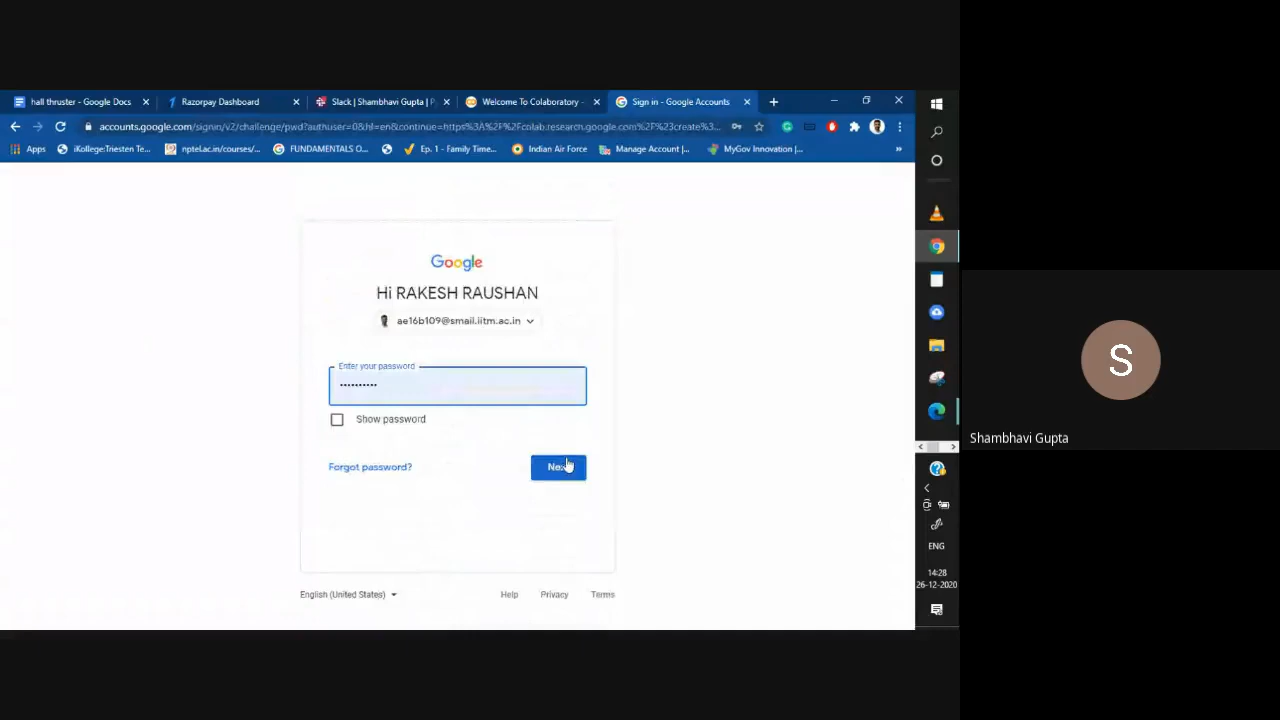 hall thruster - Google Docs
Razorpay Dashboard
Slack | Shambhavi Gupta |
Welcome To Colaboratory -
Sign in - Google Accounts
accounts.google.com/signin/v2/challenge/pwd?authuser=0&hl=en&continue=https%3A%2F%2Fcolab.research.google.com%2F%23create%3...
Apps
iKollege:Triesten Te...
nptel.ac.in/courses/...
FUNDAMENTALS O...
Ep. 1 - Family Time...
Indian Air Force
Manage Account |...
MyGov Innovation |...
»
Google
Hi RAKESH RAUSHAN
ae16b109@smail.iitm.ac.in
Enter your password
••••••••••
Show password
Forgot password?
English (United States)
Help
Privacy
Terms
ENG
14:28
26-12-2020
S
Shambhavi Gupta